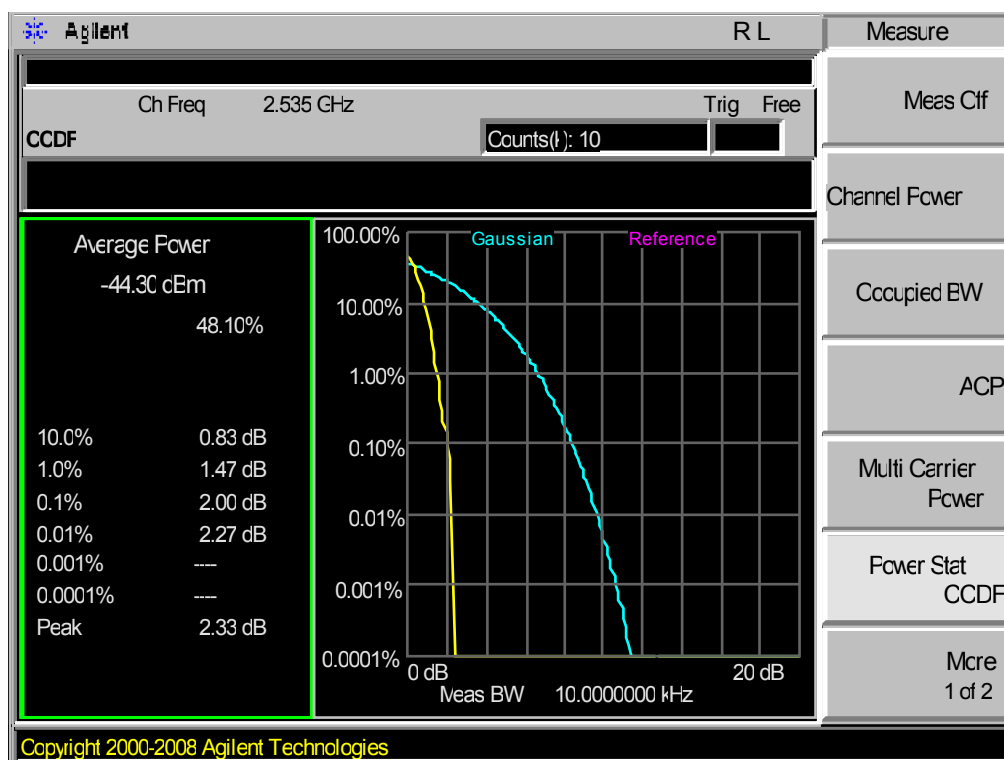 Agilent R L Measure
Ch Freq 2.535 GHz Trig Free
CCDF
Counts(k): 10
Average Power
-44.30 dBm
48.10%
10.0% 0.83 dB
1.0% 1.47 dB
0.1% 2.00 dB
0.01% 2.27 dB
0.001% ----
0.0001% ----
Peak 2.33 dB
Gaussian Reference
100.00%
10.00%
1.00%
0.10%
0.01%
0.001%
0.0001%
0 dB 20 dB
Meas BW 10.0000000 kHz
Meas Off
Channel Power
Occupied BW
ACP
Multi Carrier
Power
Power Stat
CCDF
More
1 of 2
Copyright 2000-2008 Agilent Technologies